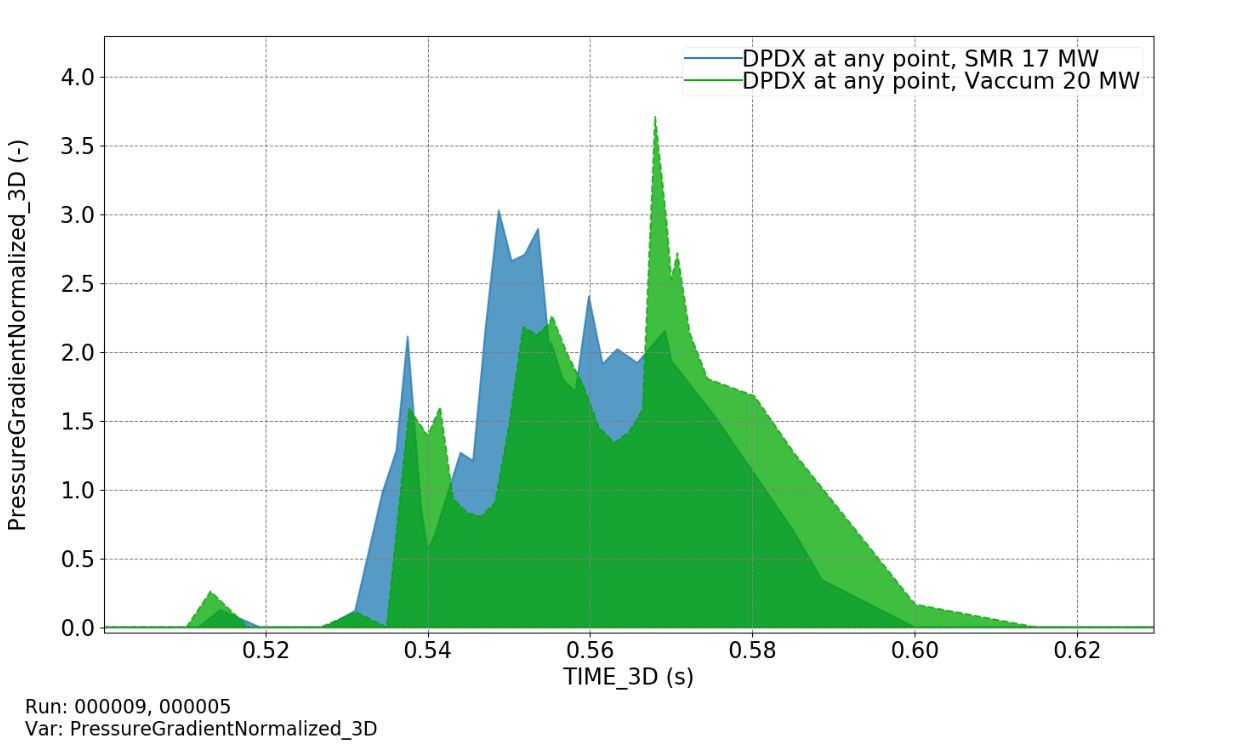 DPDX at any point, SMR 17 MW
DPDX at any point, Vaccum 20 MW
PressureGradientNormalized_3D (-)
4.0
3.5
3.0
2.5
2.0
1.5
1.0
0.5
0.0
0.52 0.54 0.56 0.58 0.60 0.62
TIME_3D (s)
Run: 000009, 000005
Var: PressureGradientNormalized_3D